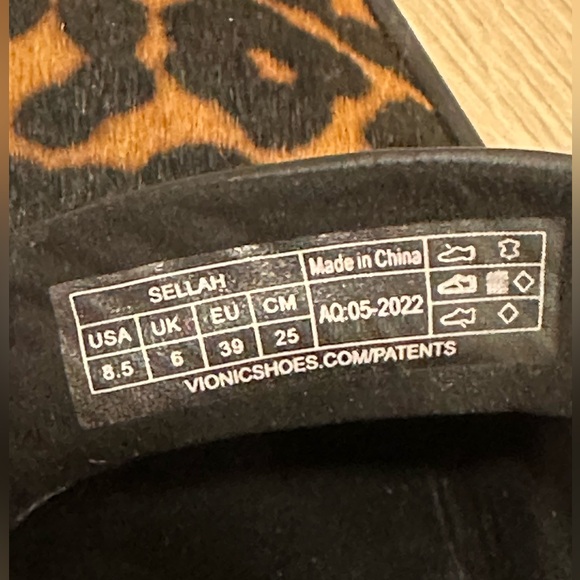 SELLAH
Made in China
USA UK EU CM
8.5 6 39 25
AQ:05-2022
VIONICSHOES.COM/PATENTS